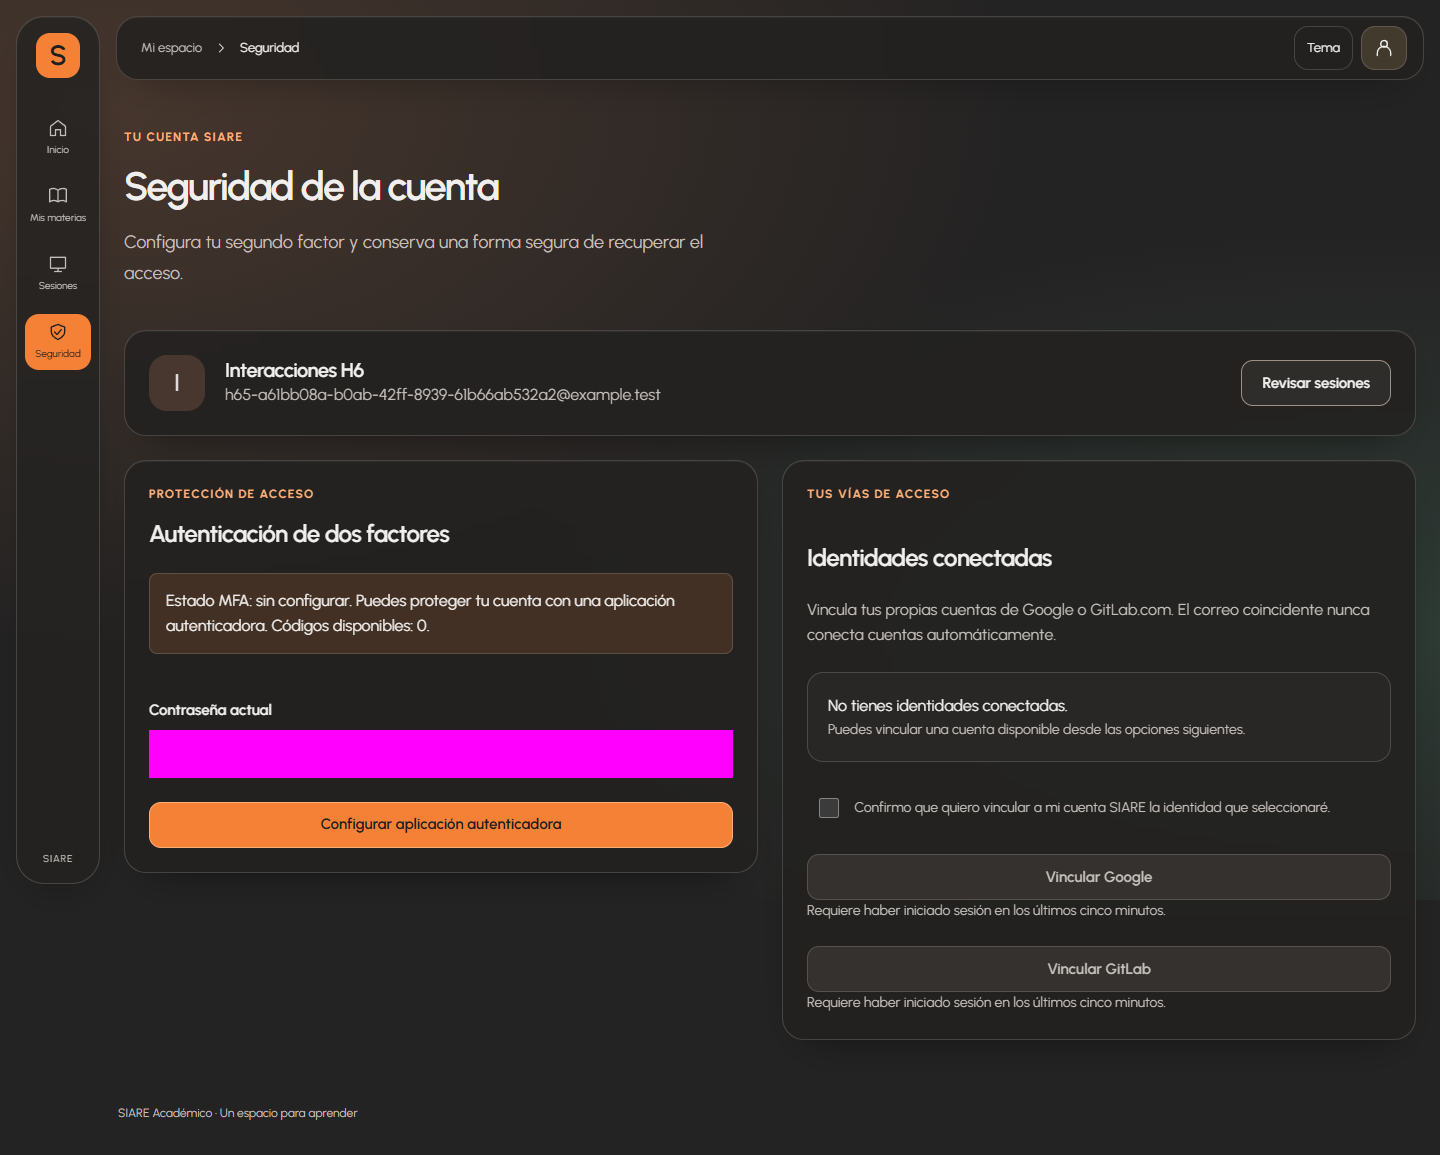 S
Inicio
Mis materias
Sesiones
Seguridad
SIARE
Mi espacio > Seguridad
Tema
TU CUENTA SIARE
Seguridad de la cuenta
Configura tu segundo factor y conserva una forma segura de recuperar el
acceso.
I
Interacciones H6
h65-a61bb08a-b0ab-42ff-8939-61b66ab532a2@example.test
Revisar sesiones
PROTECCIÓN DE ACCESO
Autenticación de dos factores
Estado MFA: sin configurar. Puedes proteger tu cuenta con una aplicación
autenticadora. Códigos disponibles: 0.
Contraseña actual
Configurar aplicación autenticadora
TUS VÍAS DE ACCESO
Identidades conectadas
Vincula tus propias cuentas de Google o GitLab.com. El correo coincidente nunca
conecta cuentas automáticamente.
No tienes identidades conectadas.
Puedes vincular una cuenta disponible desde las opciones siguientes.
Confirmo que quiero vincular a mi cuenta SIARE la identidad que seleccionaré.
Vincular Google
Requiere haber iniciado sesión en los últimos cinco minutos.
Vincular GitLab
Requiere haber iniciado sesión en los últimos cinco minutos.
SIARE Académico · Un espacio para aprender